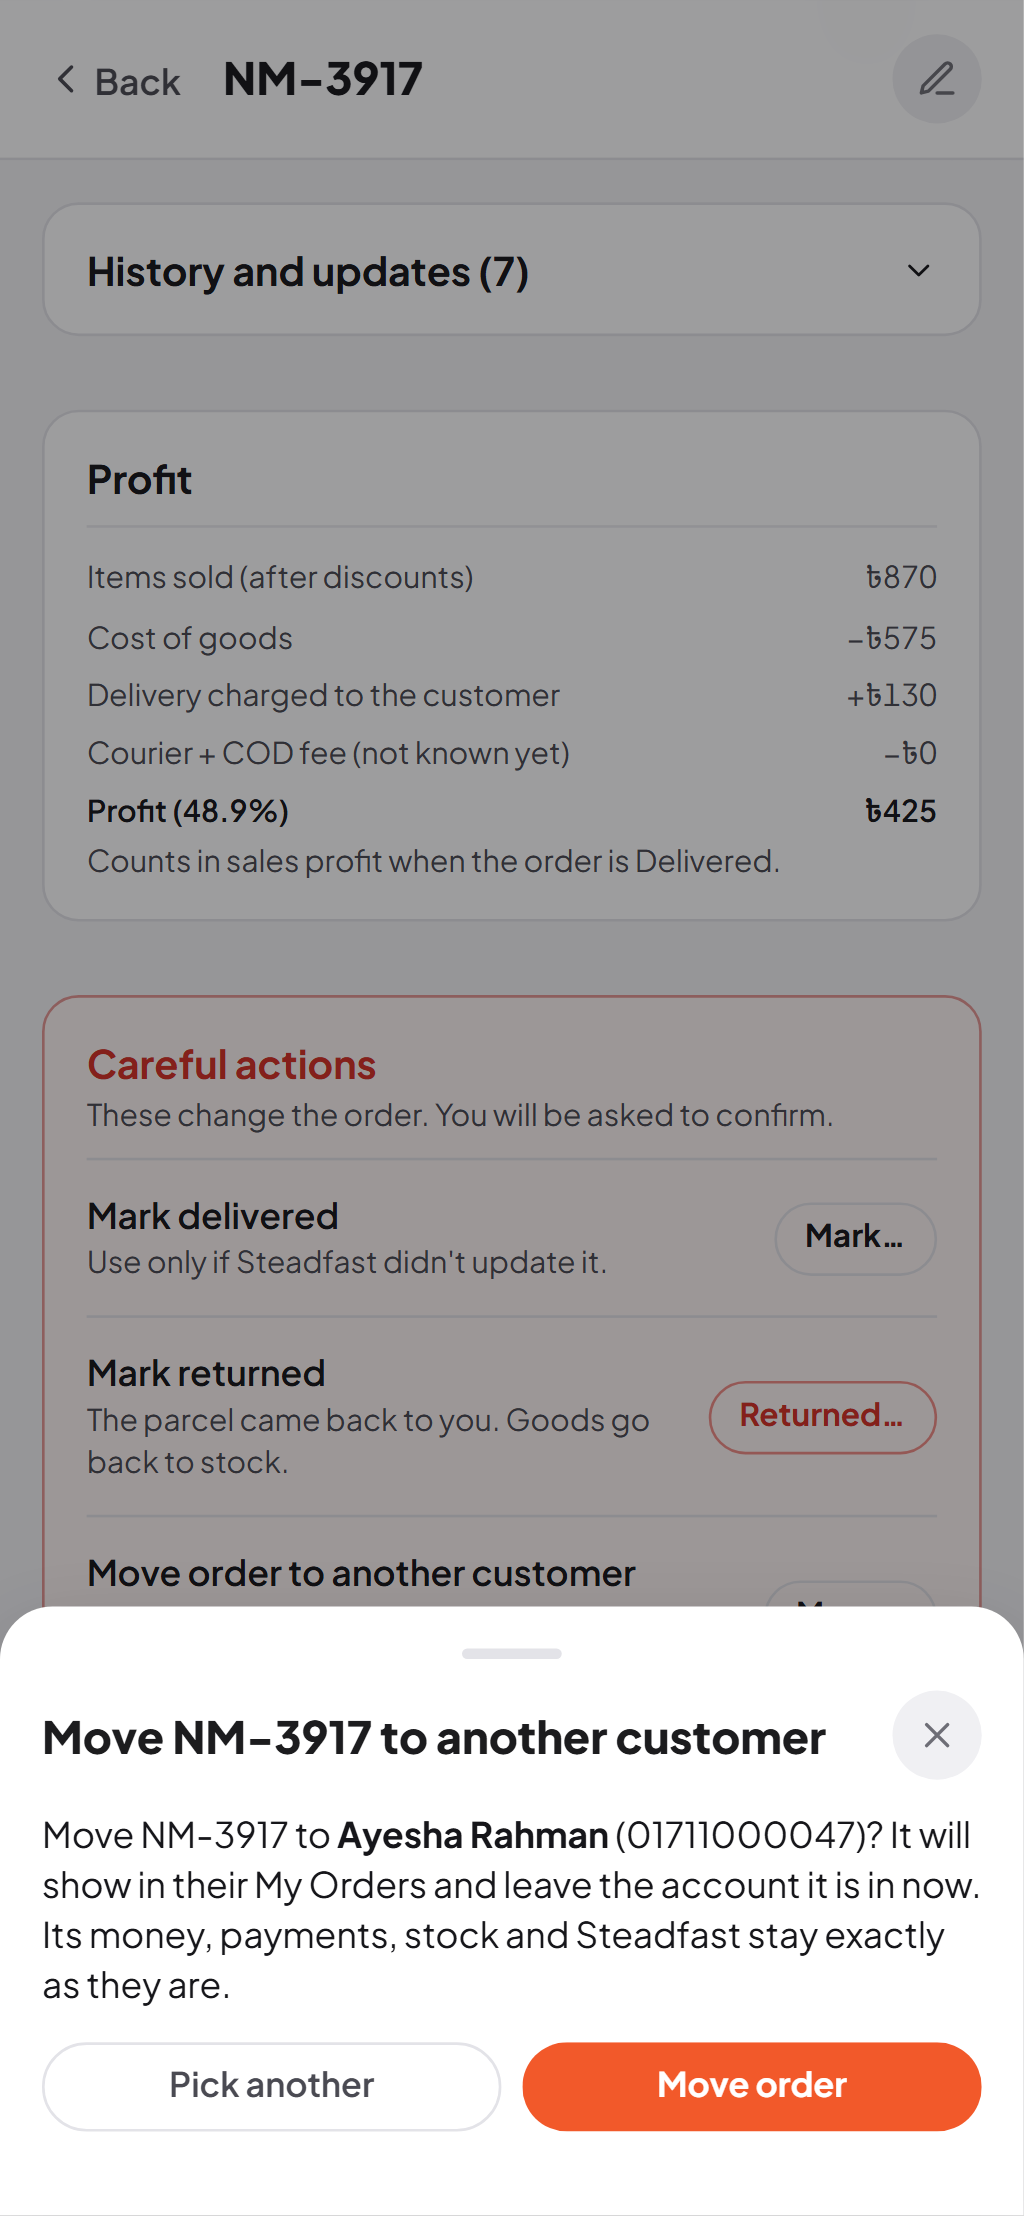 Back NM-3917
History and updates (7)
Profit
Items sold (after discounts) ৳870
Cost of goods -৳575
Delivery charged to the customer +৳130
Courier + COD fee (not known yet) -৳0
Profit (48.9%) ৳425
Counts in sales profit when the order is Delivered.
Careful actions
These change the order. You will be asked to confirm.
Mark delivered
Use only if Steadfast didn't update it.
Mark...
Mark returned
The parcel came back to you. Goods go
back to stock.
Returned...
Move order to another customer
Move NM-3917 to another customer
Move NM-3917 to Ayesha Rahman (01711000047)? It will
show in their My Orders and leave the account it is in now.
Its money, payments, stock and Steadfast stay exactly
as they are.
Pick another Move order